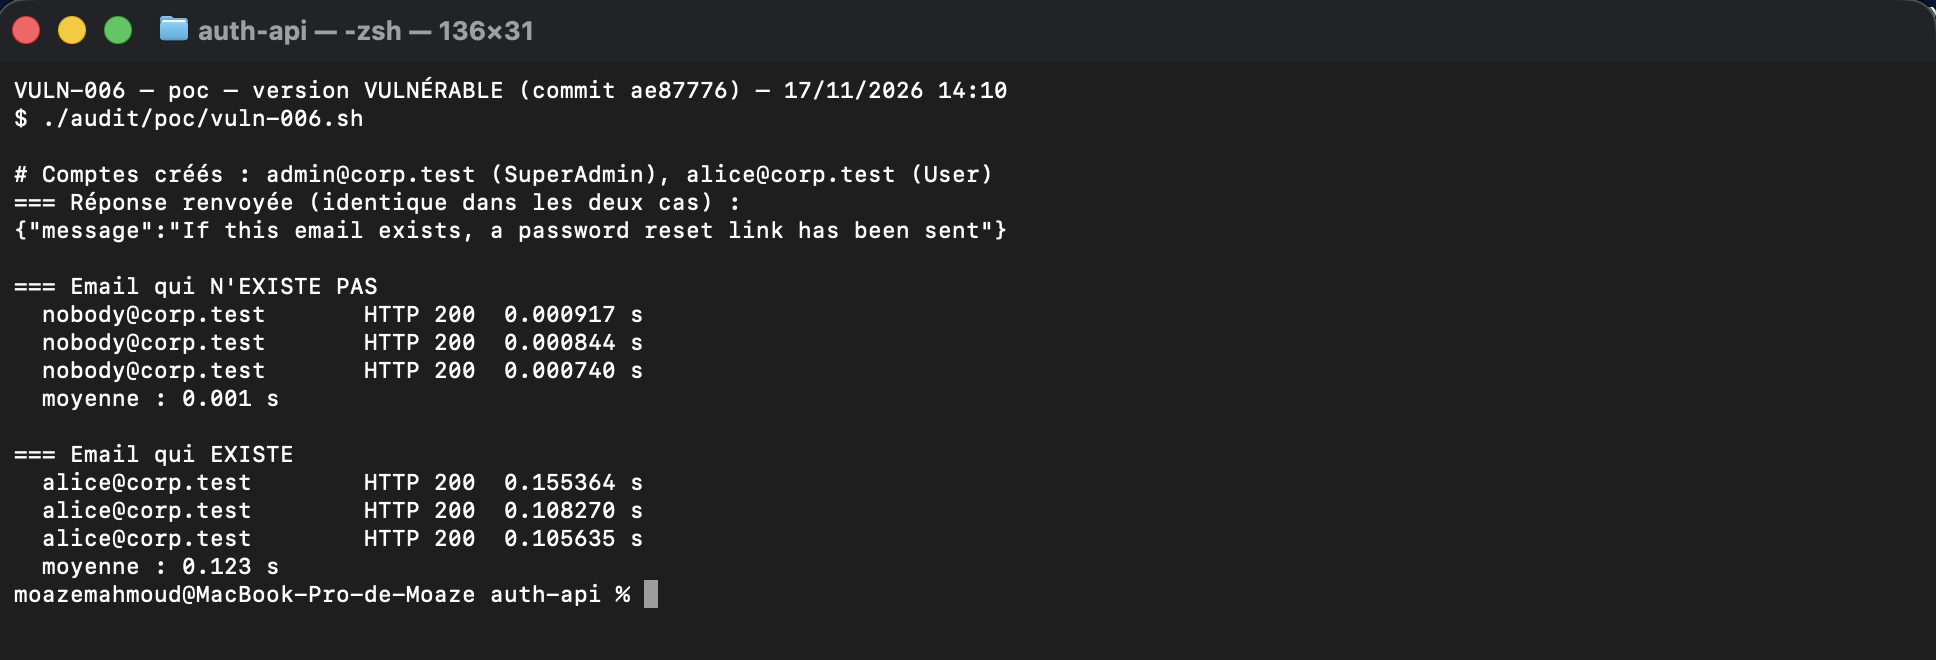 auth-api — -zsh — 136×31
VULN-006 — poc — version VULNÉRABLE (commit ae87776) — 17/11/2026 14:10
$ ./audit/poc/vuln-006.sh
# Comptes créés : admin@corp.test (SuperAdmin), alice@corp.test (User)
=== Réponse renvoyée (identique dans les deux cas) :
{"message":"If this email exists, a password reset link has been sent"}
=== Email qui N'EXISTE PAS
nobody@corp.test HTTP 200 0.000917 s
nobody@corp.test HTTP 200 0.000844 s
nobody@corp.test HTTP 200 0.000740 s
moyenne : 0.001 s
=== Email qui EXISTE
alice@corp.test HTTP 200 0.155364 s
alice@corp.test HTTP 200 0.108270 s
alice@corp.test HTTP 200 0.105635 s
moyenne : 0.123 s
moazemahmoud@MacBook-Pro-de-Moaze auth-api %